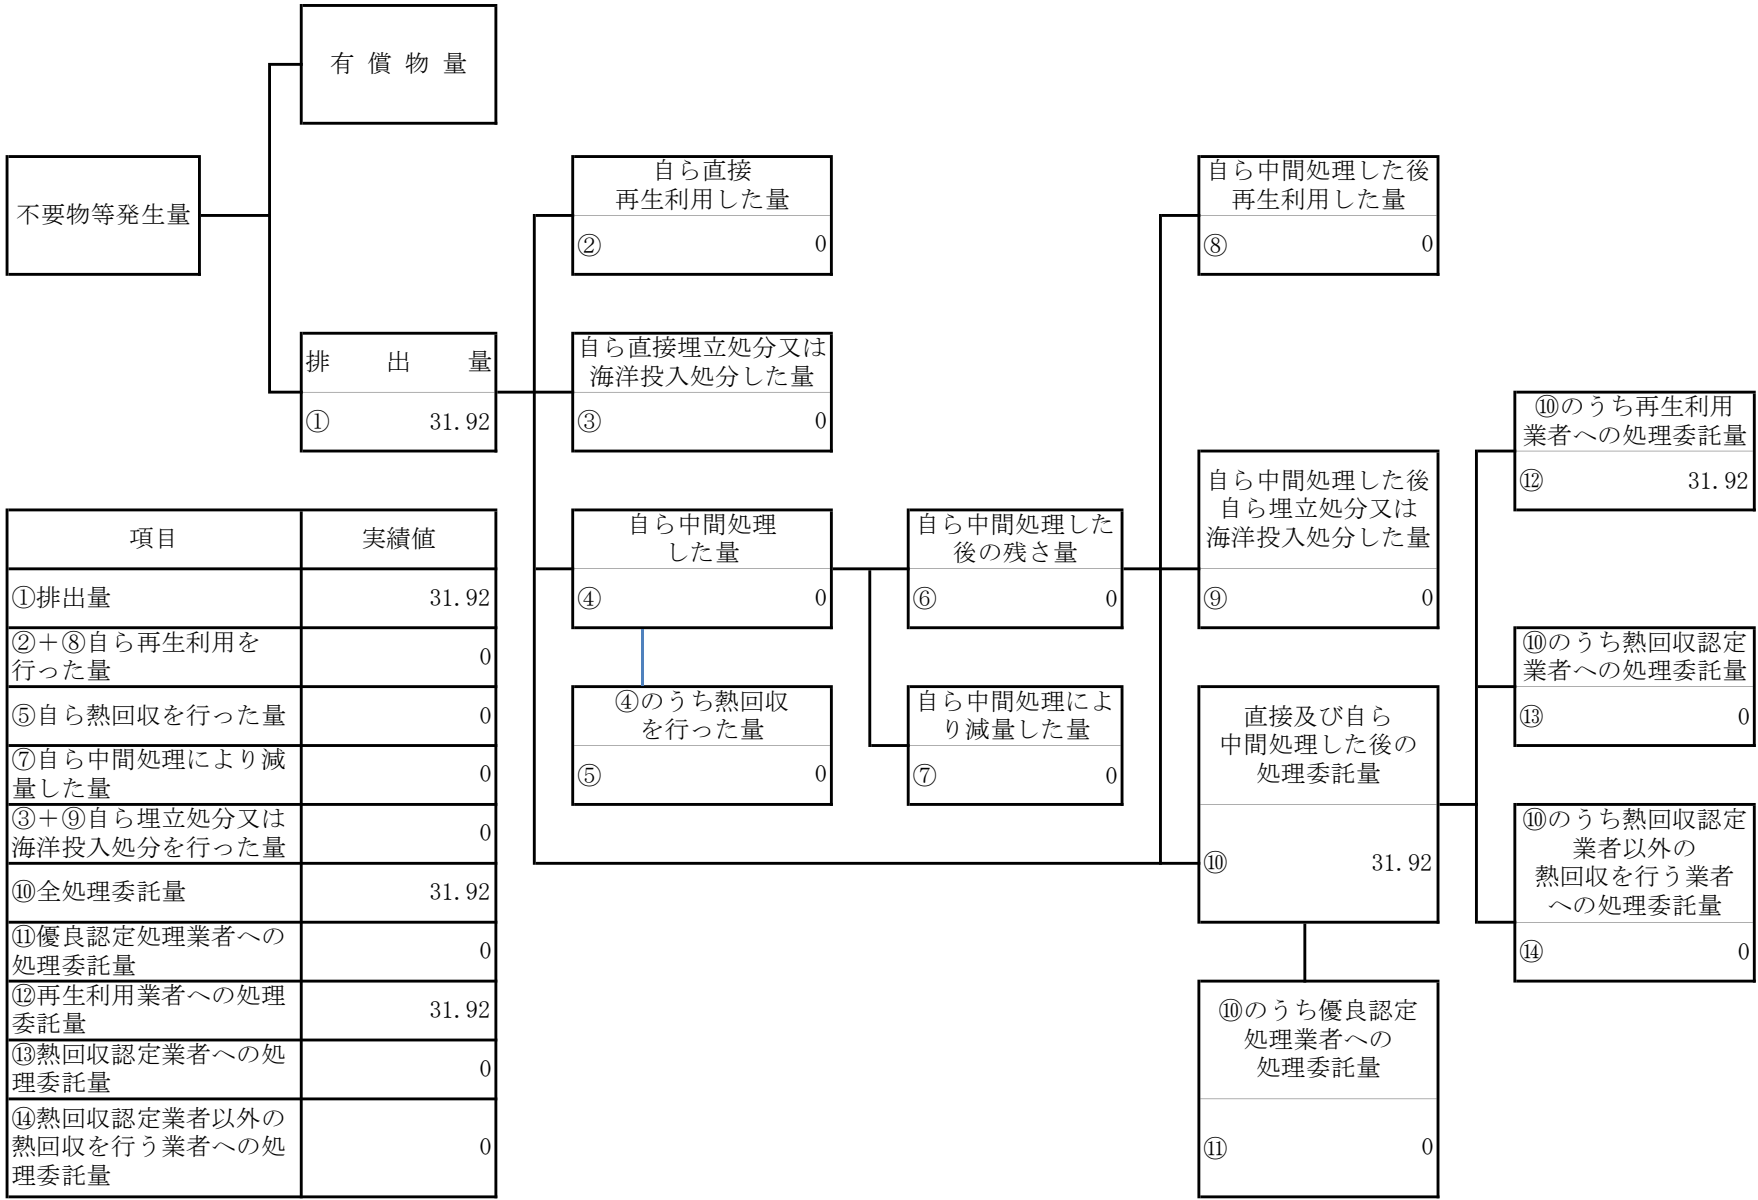 有 償 物 量
不要物等発生量
排 出 量
① 31.92
自ら直接
再生利用した量
② 0
自ら直接埋立処分又は
海洋投入処分した量
③ 0
自ら中間処理
した量
④ 0
④のうち熱回収
を行った量
⑤ 0
自ら中間処理した
後の残さ量
⑥ 0
自ら中間処理によ
り減量した量
⑦ 0
自ら中間処理した後
再生利用した量
⑧ 0
自ら中間処理した後
自ら埋立処分又は
海洋投入処分した量
⑨ 0
直接及び自ら
中間処理した後の
処理委託量
⑩ 31.92
⑩のうち優良認定
処理業者への
処理委託量
⑪ 0
⑩のうち再生利用
業者への処理委託量
⑫ 31.92
⑩のうち熱回収認定
業者への処理委託量
⑬ 0
⑩のうち熱回収認定
業者以外の
熱回収を行う業者
への処理委託量
⑭ 0
項目 実績値
①排出量 31.92
②＋⑧自ら再生利用を
行った量 0
⑤自ら熱回収を行った量 0
⑦自ら中間処理により減
量した量 0
③＋⑨自ら埋立処分又は
海洋投入処分を行った量 0
⑩全処理委託量 31.92
⑪優良認定処理業者への
処理委託量 0
⑫再生利用業者への処理
委託量 31.92
⑬熱回収認定業者への処
理委託量 0
⑭熱回収認定業者以外の
熱回収を行う業者への処
理委託量 0